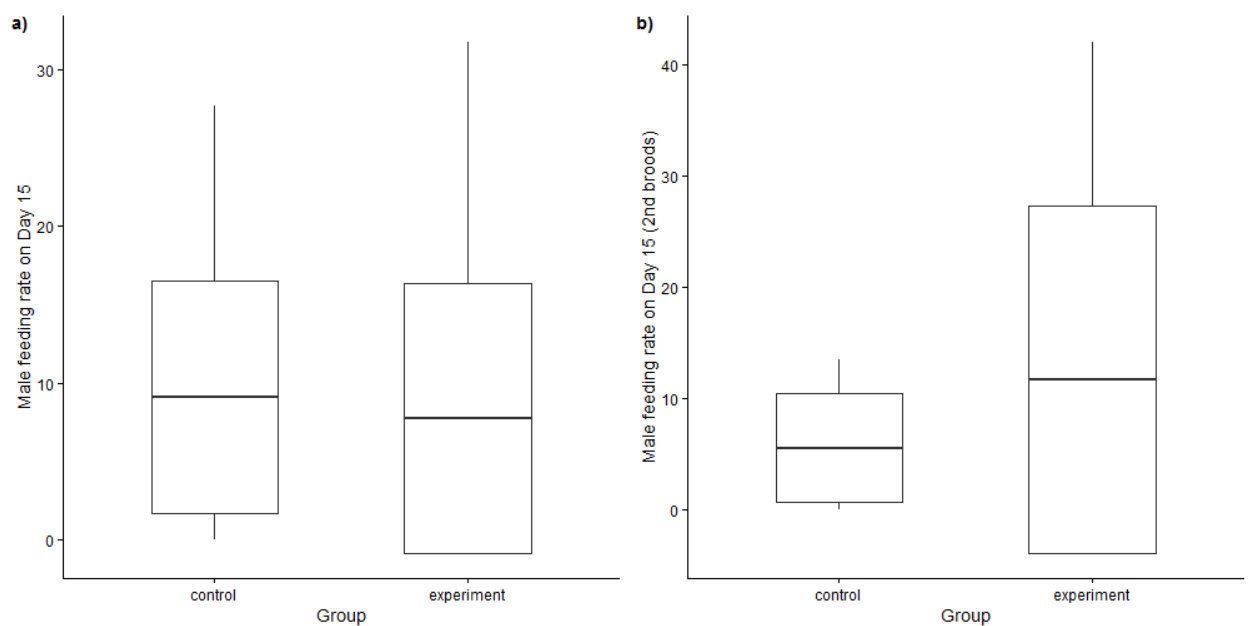 a)
Male feeding rate on Day 15
30
20
10
0
control experiment
Group
b)
Male feeding rate on Day 15 (2nd broods)
40
30
20
10
0
control experiment
Group